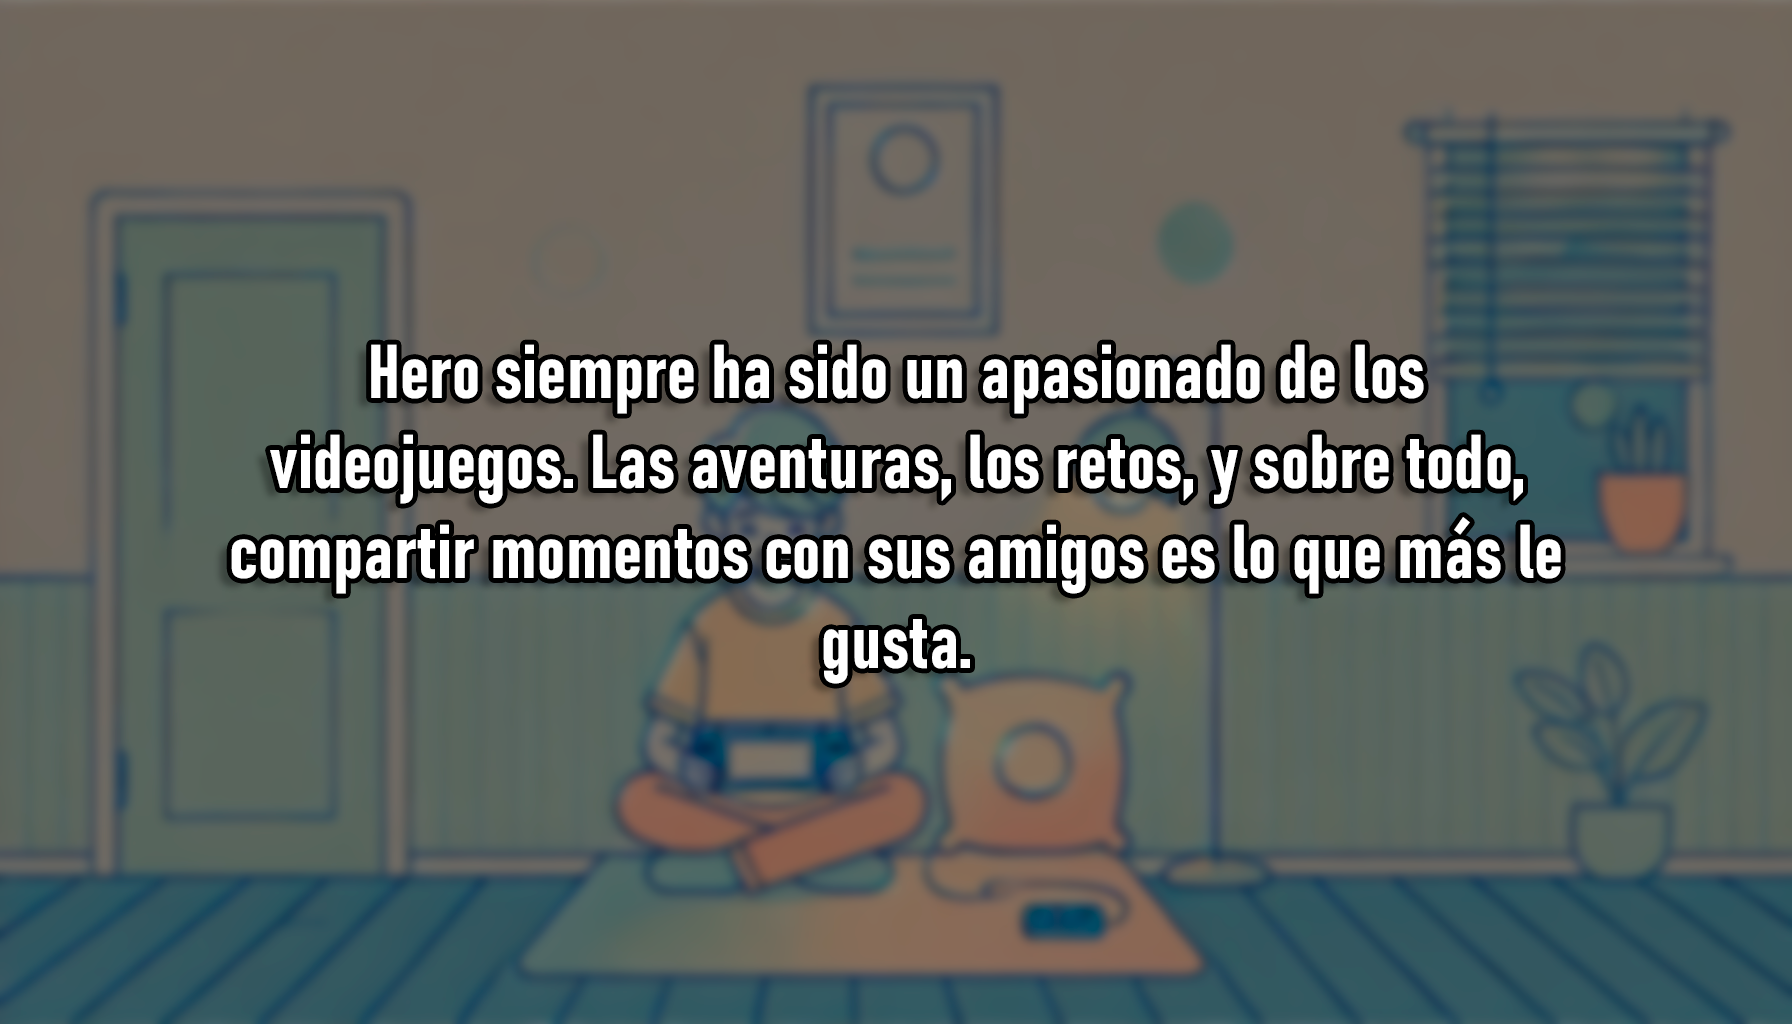 Hero siempre ha sido un apasionado de los
videojuegos. Las aventuras, los retos, y sobre todo,
compartir momentos con sus amigos es lo que más le
gusta.